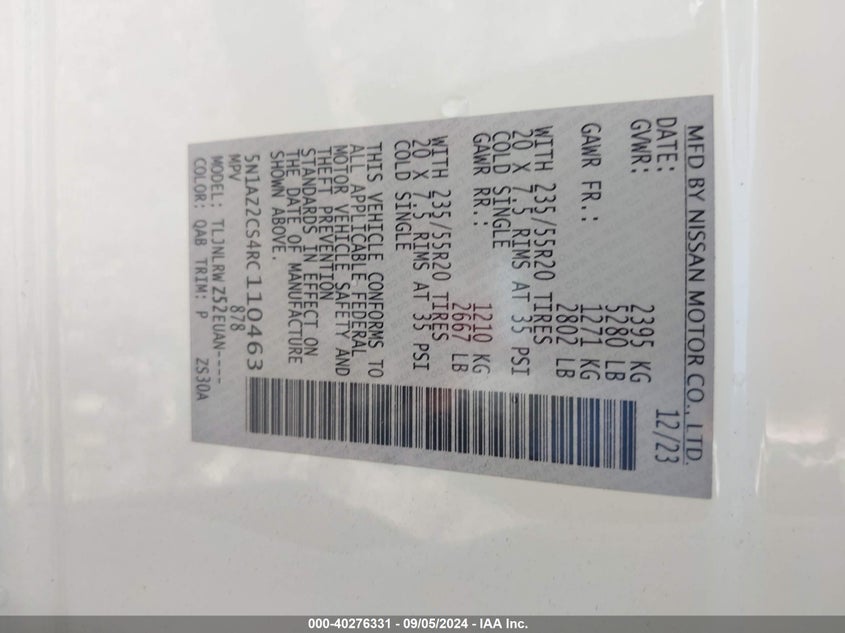 MFD BY NISSAN MOTOR CO., LTD.
DATE: 12/23
GVWR: 2395 KG
5280 LB
GAWR FR.: 1271 KG
2802 LB
WITH 235/55R20 TIRES
20 X 7.5 RIMS AT 35 PSI
COLD SINGLE
GAWR RR.: 1210 KG
2667 LB
WITH 235/55R20 TIRES
20 X 7.5 RIMS AT 35 PSI
COLD SINGLE
THIS VEHICLE CONFORMS TO
ALL APPLICABLE FEDERAL
MOTOR VEHICLE SAFETY AND
THEFT PREVENTION
STANDARDS IN EFFECT ON
THE DATE OF MANUFACTURE
SHOWN ABOVE.
5N1AZ2CS4RC110463
MPV 878
MODEL: TLJNLRW Z52EUAN----
COLOR: QAB TRIM: P ZS30A
000-40276331 - 09/05/2024 - IAA Inc.